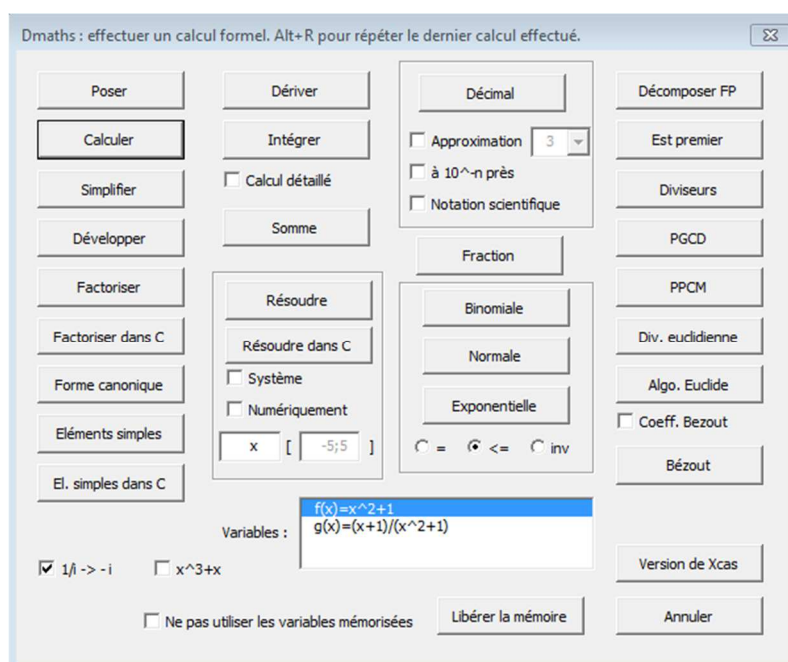 Dmaths : effectuer un calcul formel. Alt+R pour répéter le dernier calcul effectué.
Poser
Calculer
Simplifier
Développer
Factoriser
Factoriser dans C
Forme canonique
Eléments simples
El. simples dans C
Dériver
Intégrer
Calcul détaillé
Somme
Résoudre
Résoudre dans C
Système
Numériquement
x [ -5;5 ]
Décimal
Approximation 3
à 10^-n près
Notation scientifique
Fraction
Binomiale
Normale
Exponentielle
= <= inv
Décomposer FP
Est premier
Diviseurs
PGCD
PPCM
Div. euclidienne
Algo. Euclide
Coeff. Bezout
Bézout
Variables :
f(x)=x^2+1
g(x)=(x+1)/(x^2+1)
1/i -> -i x^3+x
Version de Xcas
Ne pas utiliser les variables mémorisées
Libérer la mémoire
Annuler